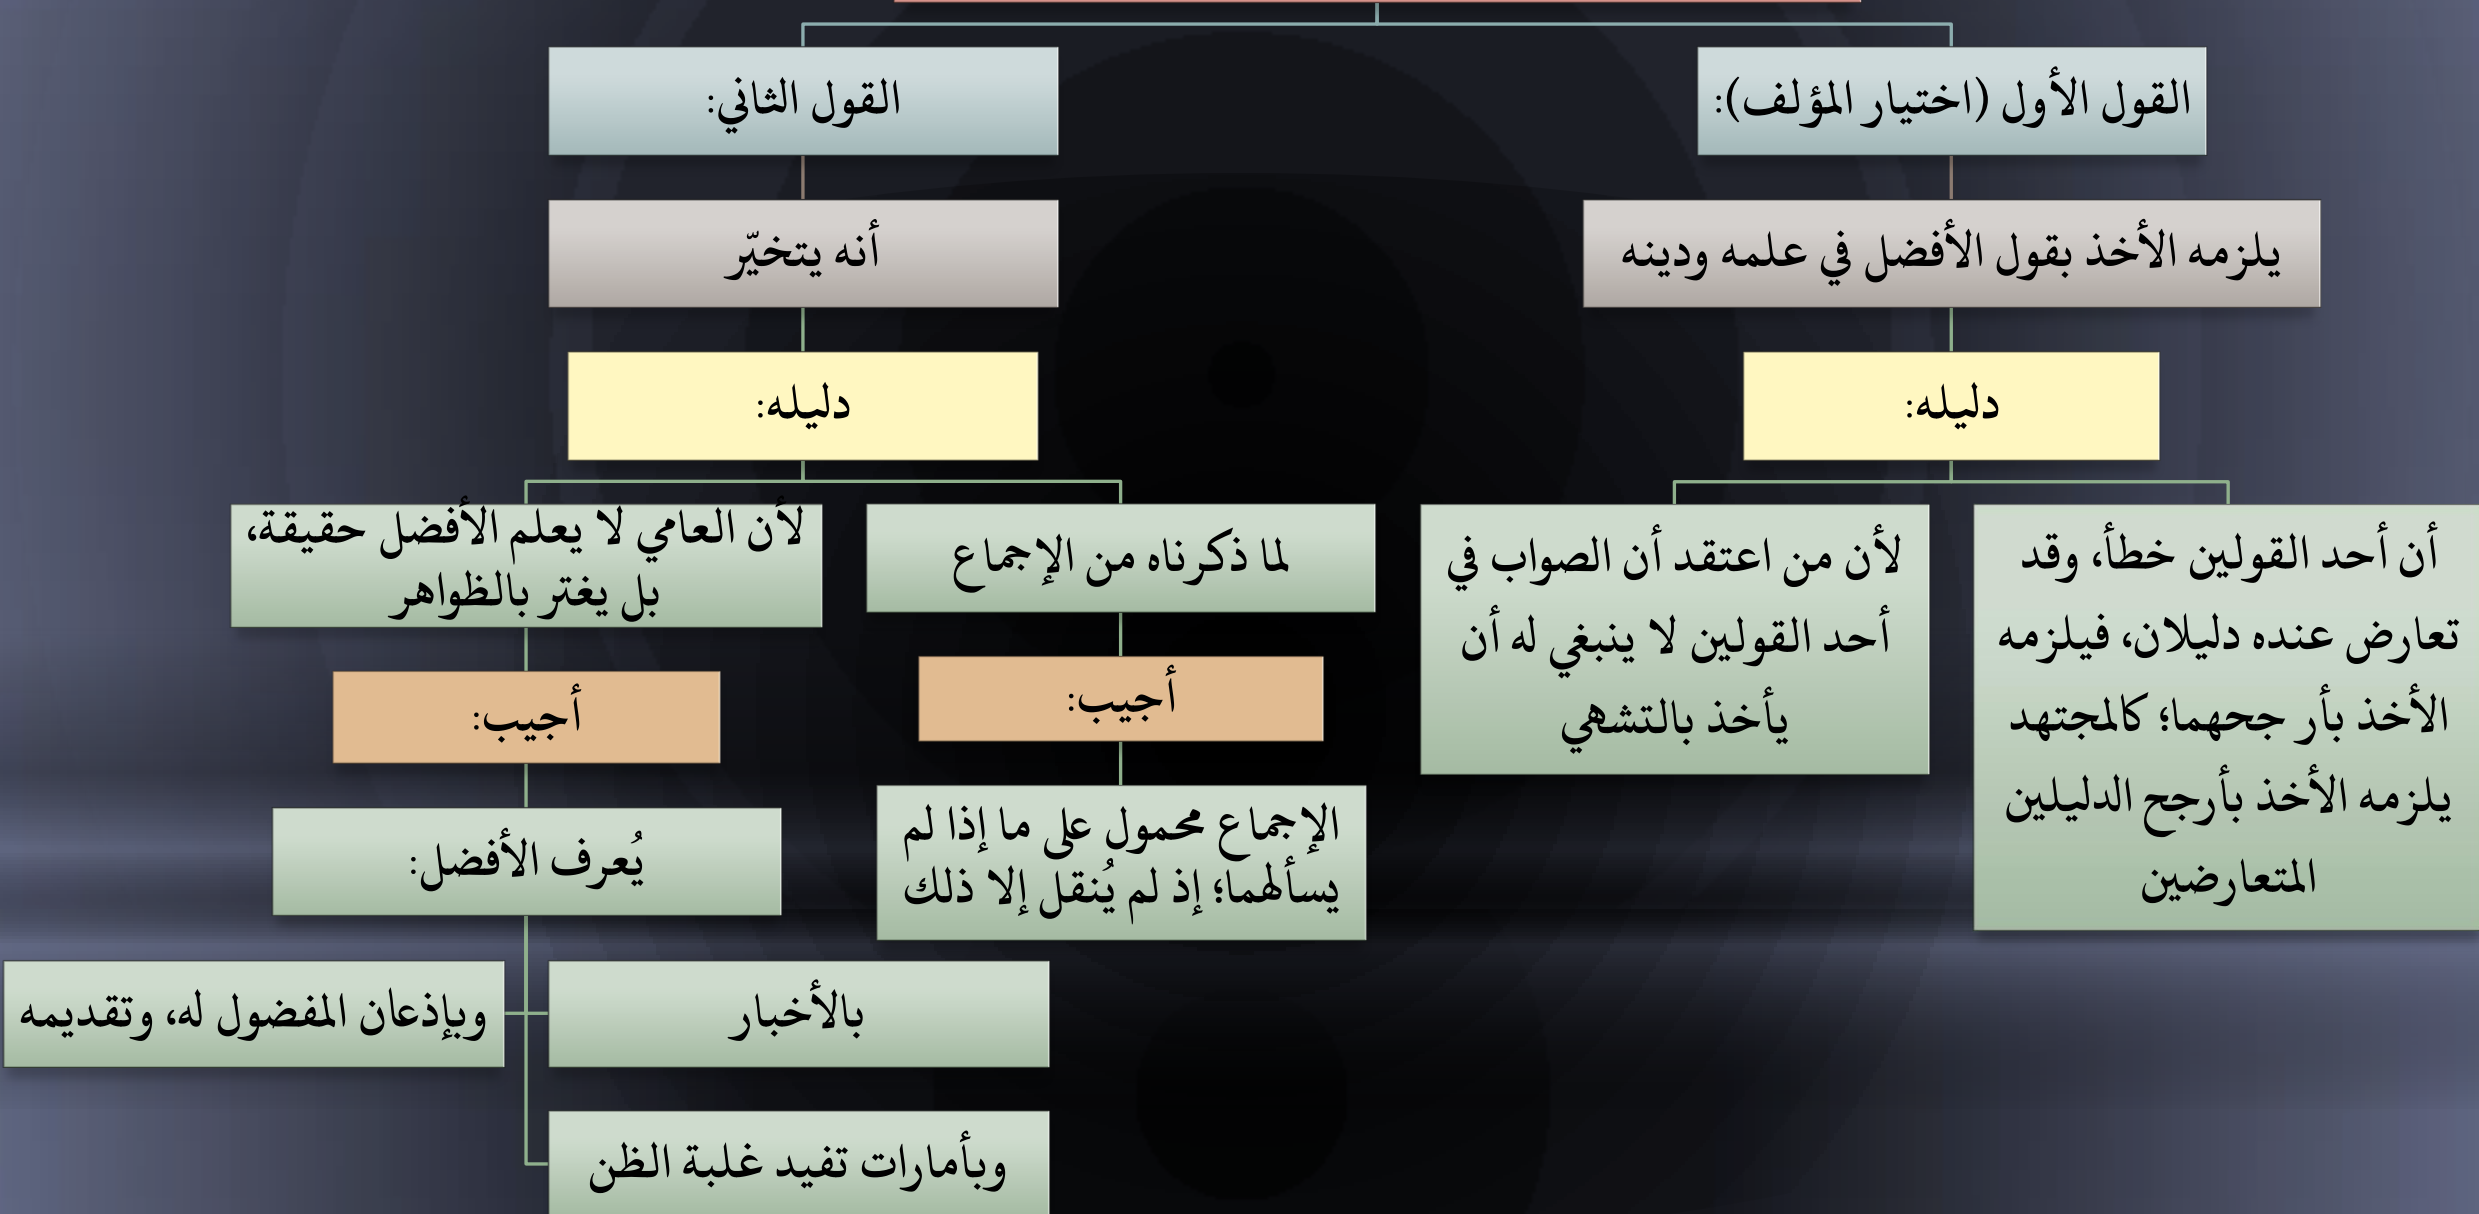 القول الأول (اختيار المؤلف):
يلزمه الأخذ بقول الأفضل في علمه ودينه
دليله:
أن أحد القولين خطأ، وقد
تعارض عنده دليلان، فيلزمه
الأخذ بأر جحهما؛ كالمجتهد
يلزمه الأخذ بأرجح الدليلين
المتعارضين
لأن من اعتقد أن الصواب في
أحد القولين لا ينبغي له أن
يأخذ بالتشهي
القول الثاني:
أنه يتخيّر
دليله:
لما ذكرناه من الإجماع
أجيب:
الإجماع محمول على ما إذا لم
يسألهما؛ إذ لم يُنقل إلا ذلك
لأن العامي لا يعلم الأفضل حقيقة،
بل يغتر بالظواهر
أجيب:
يُعرف الأفضل:
بالأخبار
وبإذعان المفضول له، وتقديمه
وبأمارات تفيد غلبة الظن